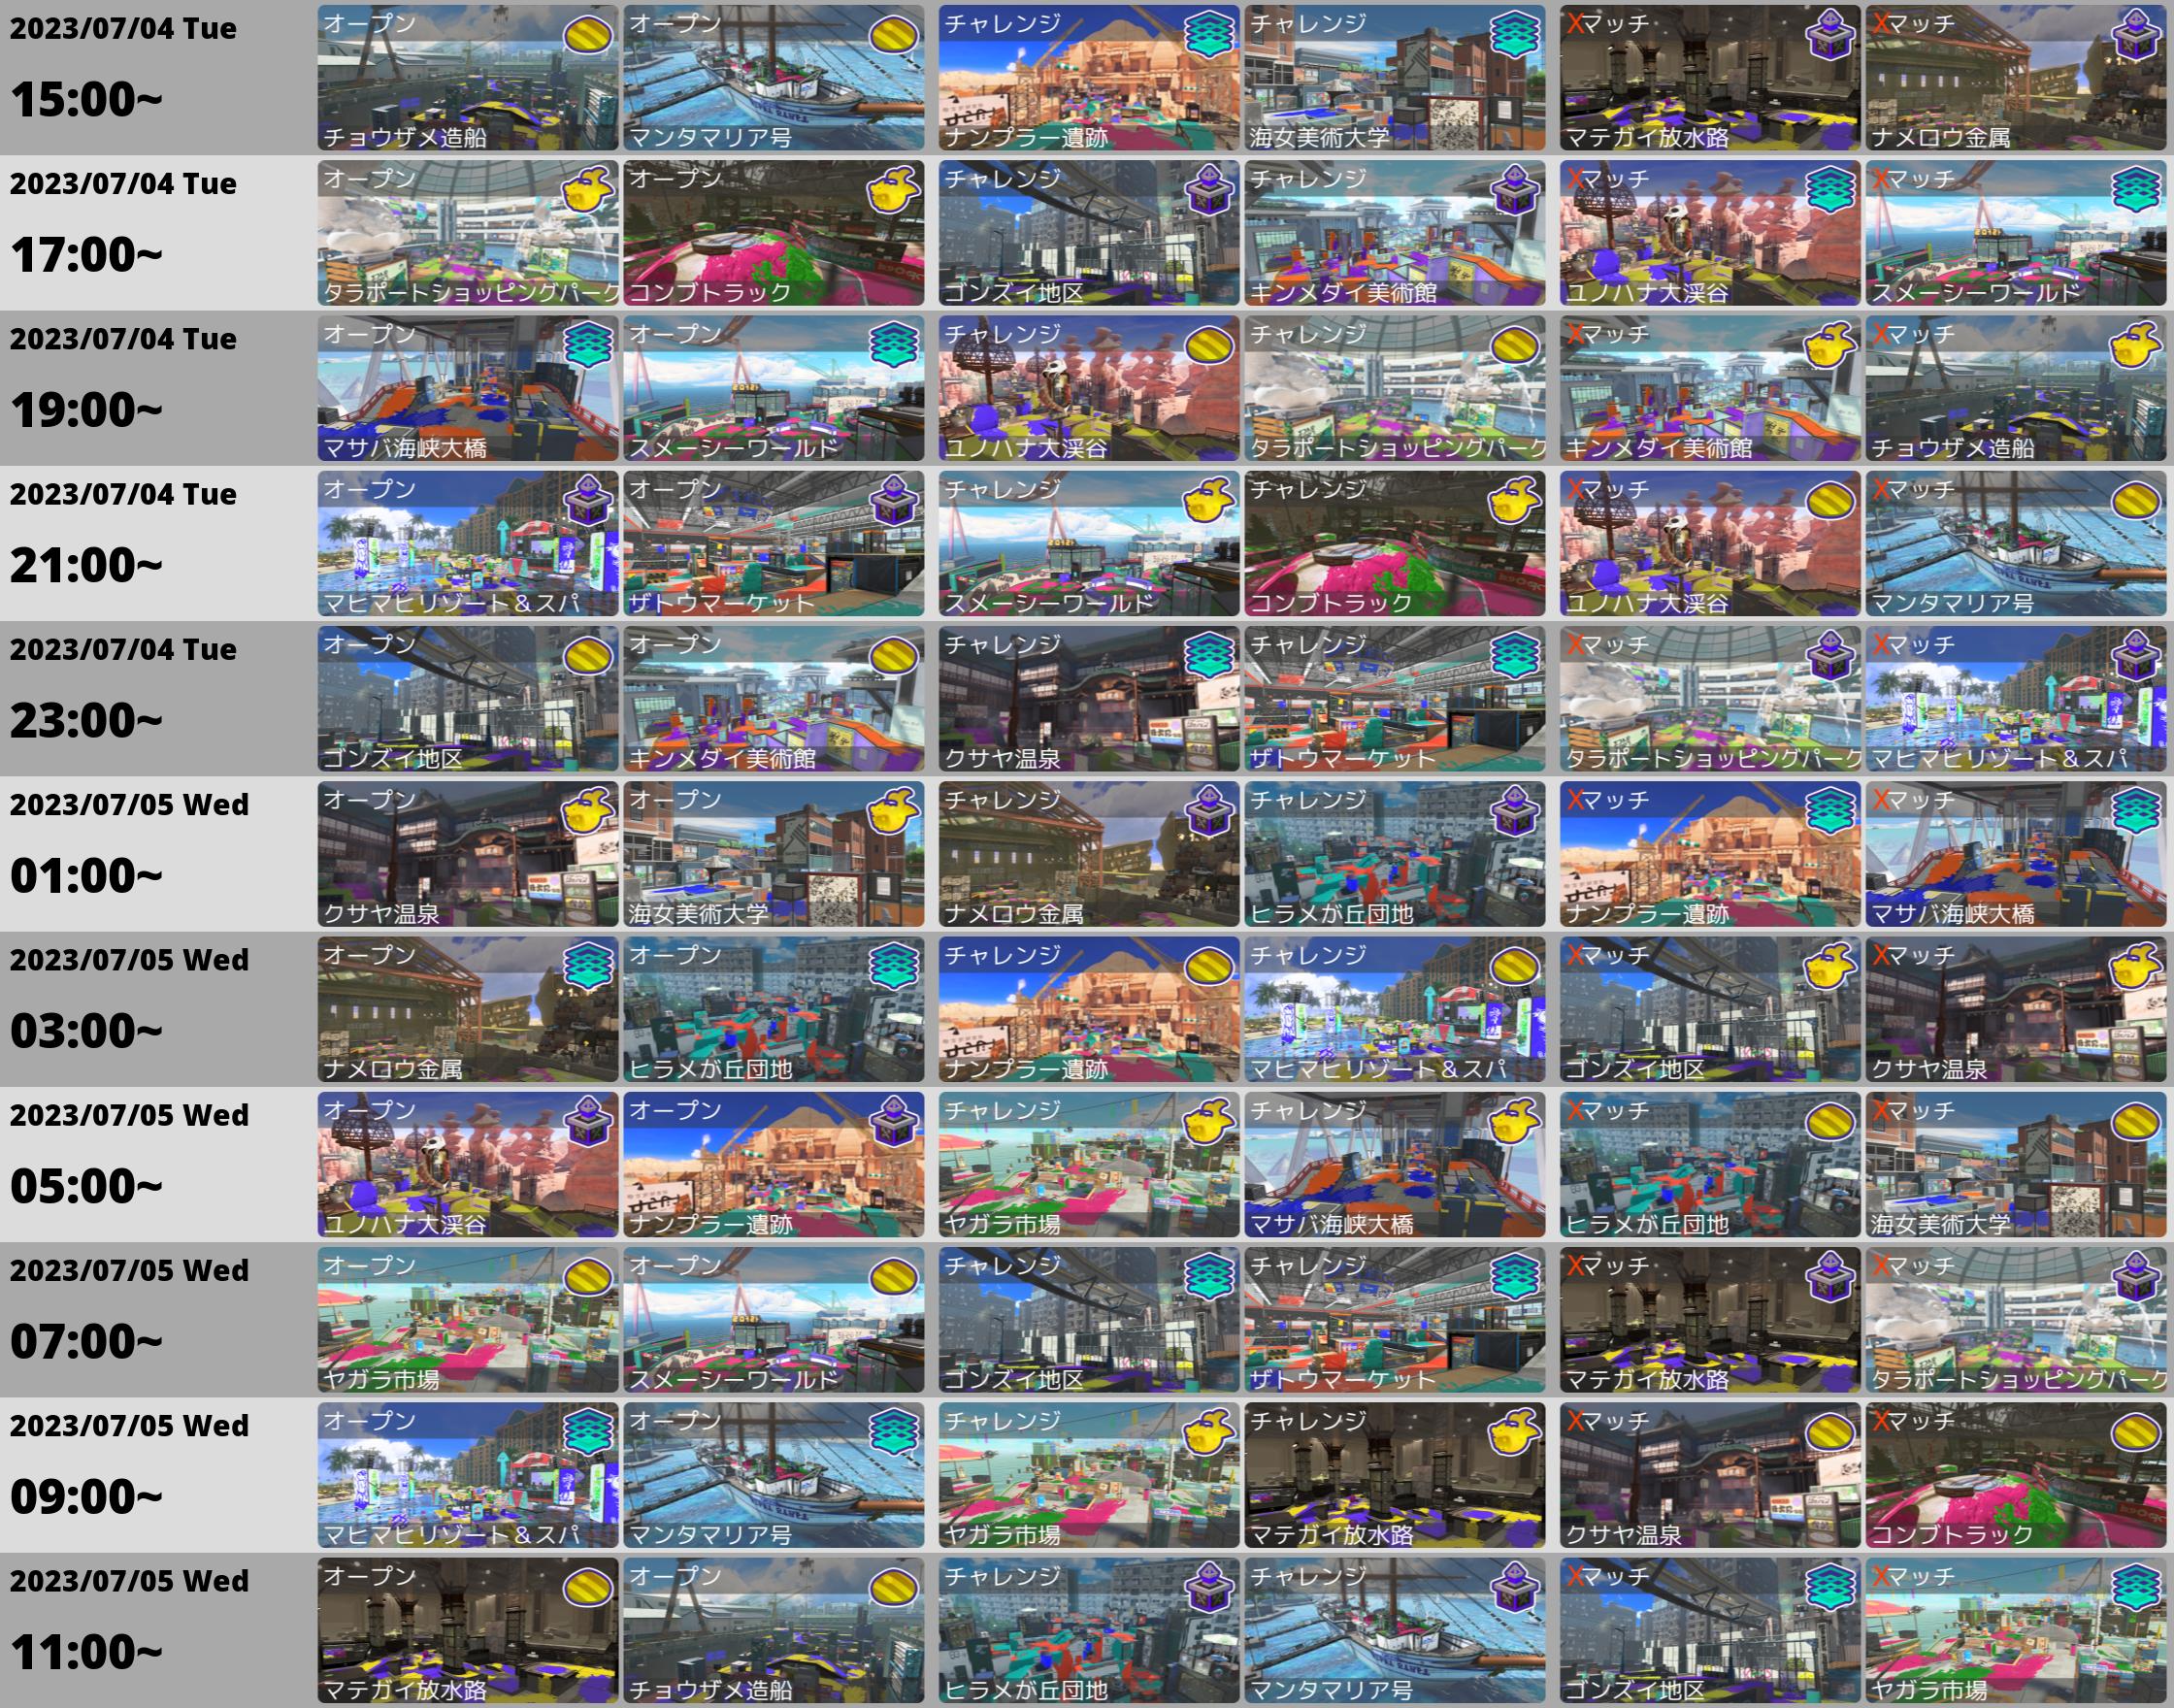 2023/07/04 Tue
15:00~
オープン
チョウザメ造船
オープン
マンタマリア号
チャレンジ
ナンプラー遺跡
チャレンジ
海女美術大学
Xマッチ
マテガイ放水路
Xマッチ
ナメロウ金属
2023/07/04 Tue
17:00~
オープン
タラポートショッピングパーク
オープン
コンブトラック
チャレンジ
ゴンズイ地区
チャレンジ
キンメダイ美術館
Xマッチ
ユノハナ大渓谷
Xマッチ
スメーシーワールド
2023/07/04 Tue
19:00~
オープン
マサバ海峡大橋
オープン
スメーシーワールド
チャレンジ
ユノハナ大渓谷
チャレンジ
タラポートショッピングパーク
Xマッチ
キンメダイ美術館
Xマッチ
チョウザメ造船
2023/07/04 Tue
21:00~
オープン
マヒマヒリゾート＆スパ
オープン
ザトウマーケット
チャレンジ
スメーシーワールド
チャレンジ
コンブトラック
Xマッチ
ユノハナ大渓谷
Xマッチ
マンタマリア号
2023/07/04 Tue
23:00~
オープン
ゴンズイ地区
オープン
キンメダイ美術館
チャレンジ
クサヤ温泉
チャレンジ
ザトウマーケット
Xマッチ
タラポートショッピングパーク
Xマッチ
マヒマヒリゾート＆スパ
2023/07/05 Wed
01:00~
オープン
クサヤ温泉
オープン
海女美術大学
チャレンジ
ナメロウ金属
チャレンジ
ヒラメが丘団地
Xマッチ
ナンプラー遺跡
Xマッチ
マサバ海峡大橋
2023/07/05 Wed
03:00~
オープン
ナメロウ金属
オープン
ヒラメが丘団地
チャレンジ
ナンプラー遺跡
チャレンジ
マヒマヒリゾート＆スパ
Xマッチ
ゴンズイ地区
Xマッチ
クサヤ温泉
2023/07/05 Wed
05:00~
オープン
ユノハナ大渓谷
オープン
ナンプラー遺跡
チャレンジ
ヤガラ市場
チャレンジ
マサバ海峡大橋
Xマッチ
ヒラメが丘団地
Xマッチ
海女美術大学
2023/07/05 Wed
07:00~
オープン
ヤガラ市場
オープン
スメーシーワールド
チャレンジ
ゴンズイ地区
チャレンジ
ザトウマーケット
Xマッチ
マテガイ放水路
Xマッチ
タラポートショッピングパーク
2023/07/05 Wed
09:00~
オープン
マヒマヒリゾート＆スパ
オープン
マンタマリア号
チャレンジ
ヤガラ市場
チャレンジ
マテガイ放水路
Xマッチ
クサヤ温泉
Xマッチ
コンブトラック
2023/07/05 Wed
11:00~
オープン
マテガイ放水路
オープン
チョウザメ造船
チャレンジ
ヒラメが丘団地
チャレンジ
マンタマリア号
Xマッチ
ゴンズイ地区
Xマッチ
ヤガラ市場